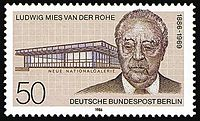 LUDWIG MIES VAN DER ROHE
1886-1969
NEUE NATIONALGALERIE
50
DEUTSCHE BUNDESPOST BERLIN
1986